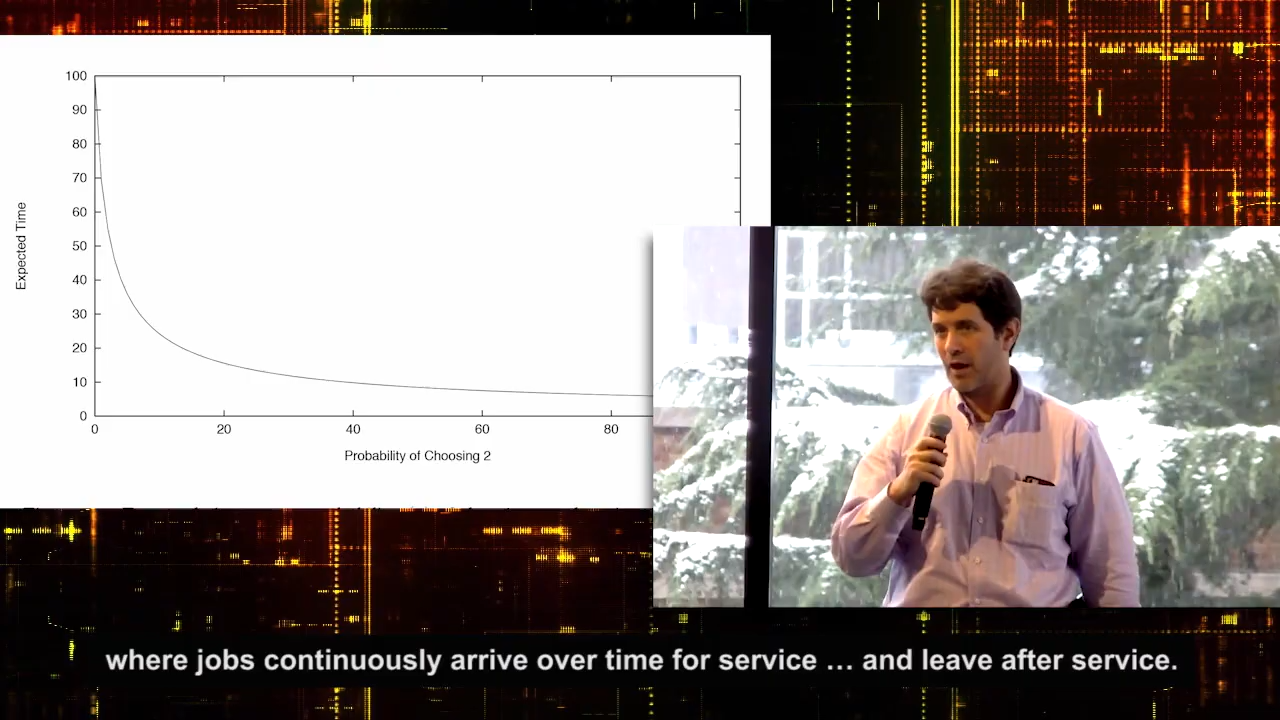 100
90
80
70
60
50
40
30
20
10
0
Expected Time
0 20 40 60 80
Probability of Choosing 2
where jobs continuously arrive over time for service … and leave after service.